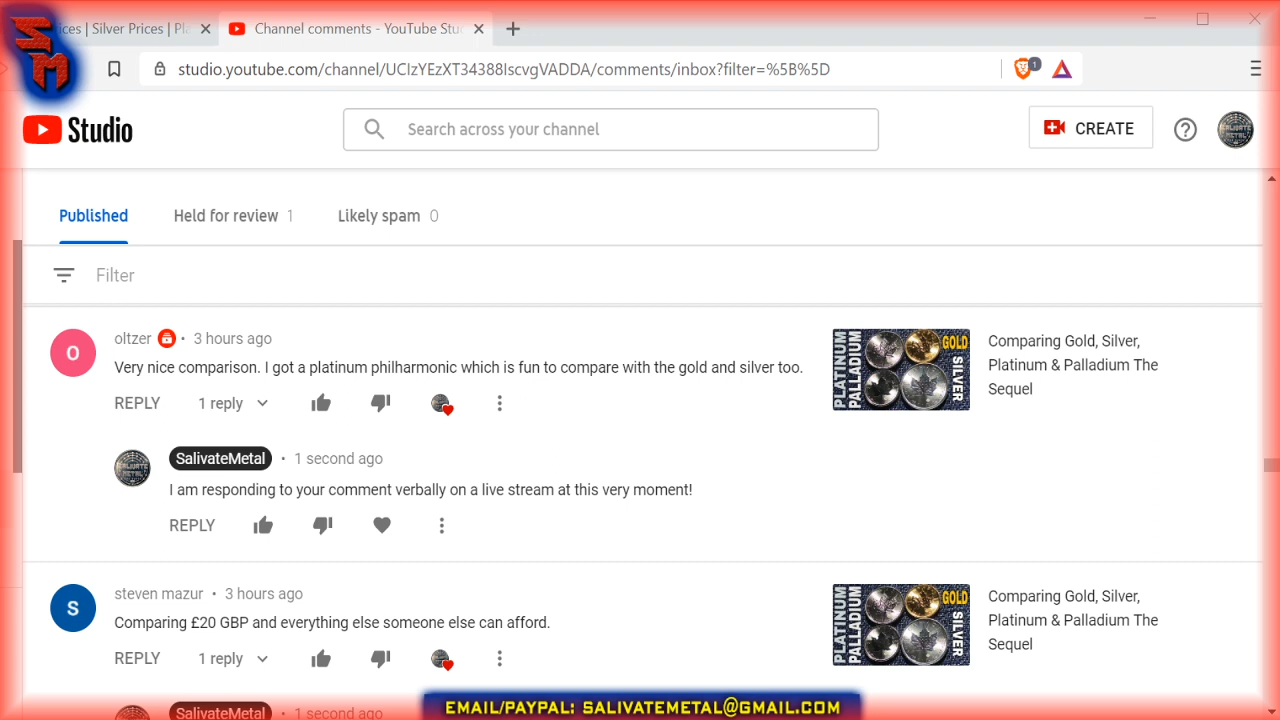 SM
ices | Silver Prices | Pla
Channel comments - YouTube Stu
studio.youtube.com/channel/UCIzYEzXT34388IscvgVADDA/comments/inbox?filter=%5B%5D
1
Studio
Search across your channel
CREATE
Published
Held for review 1
Likely spam 0
Filter
O
oltzer • 3 hours ago
Very nice comparison. I got a platinum philharmonic which is fun to compare with the gold and silver too.
REPLY
1 reply
PLATINUM
PALLADIUM
GOLD
SILVER
Comparing Gold, Silver,
Platinum & Palladium The
Sequel
SalivateMetal • 1 second ago
I am responding to your comment verbally on a live stream at this very moment!
REPLY
S
steven mazur • 3 hours ago
Comparing £20 GBP and everything else someone else can afford.
REPLY
1 reply
PLATINUM
PALLADIUM
GOLD
SILVER
Comparing Gold, Silver,
Platinum & Palladium The
Sequel
SalivateMetal • 1 second ago
EMAIL/PAYPAL: SALIVATEMETAL@GMAIL.COM